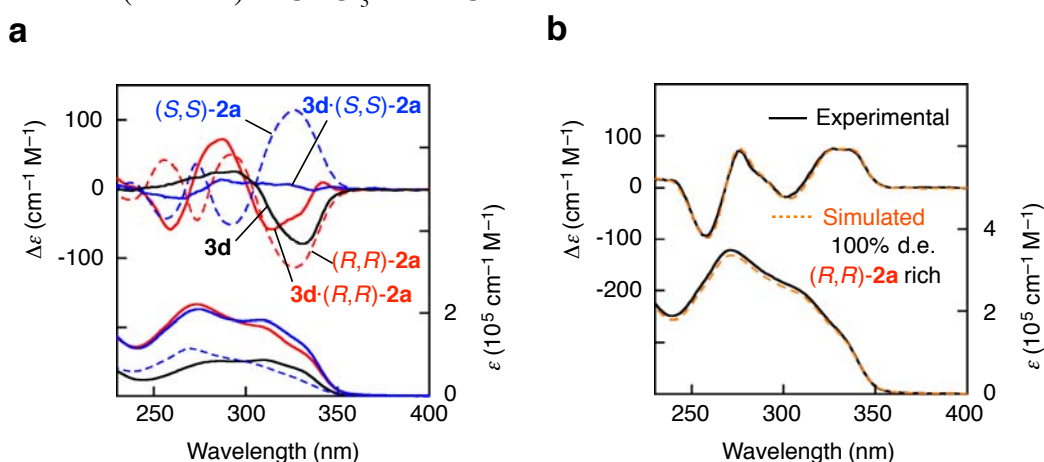 a
(S,S)-2a
3d·(S,S)-2a
3d
(R,R)-2a
3d·(R,R)-2a
100
0
-100
Δε (cm⁻¹ M⁻¹)
2
0
ε (10⁵ cm⁻¹ M⁻¹)
250 300 350 400
Wavelength (nm)
b
Experimental
Simulated
100% d.e.
(R,R)-2a rich
100
0
-100
-200
Δε (cm⁻¹ M⁻¹)
4
2
0
ε (10⁵ cm⁻¹ M⁻¹)
250 300 350 400
Wavelength (nm)